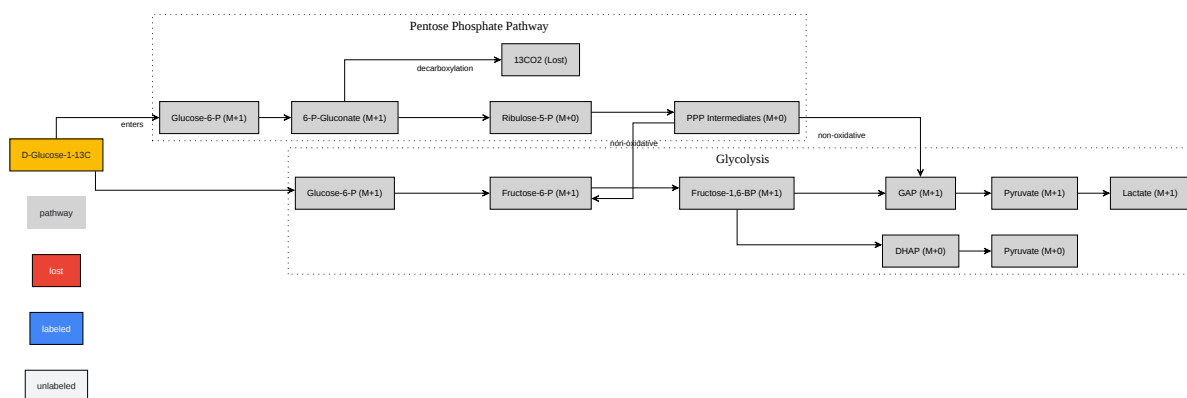 Pentose Phosphate Pathway
13CO2 (Lost)
decarboxylation
Glucose-6-P (M+1)
6-P-Gluconate (M+1)
Ribulose-5-P (M+0)
PPP Intermediates (M+0)
enters
non-oxidative
non-oxidative
D-Glucose-1-13C
Glycolysis
Glucose-6-P (M+1)
Fructose-6-P (M+1)
Fructose-1,6-BP (M+1)
GAP (M+1)
Pyruvate (M+1)
Lactate (M+1)
pathway
DHAP (M+0)
Pyruvate (M+0)
lost
labeled
unlabeled